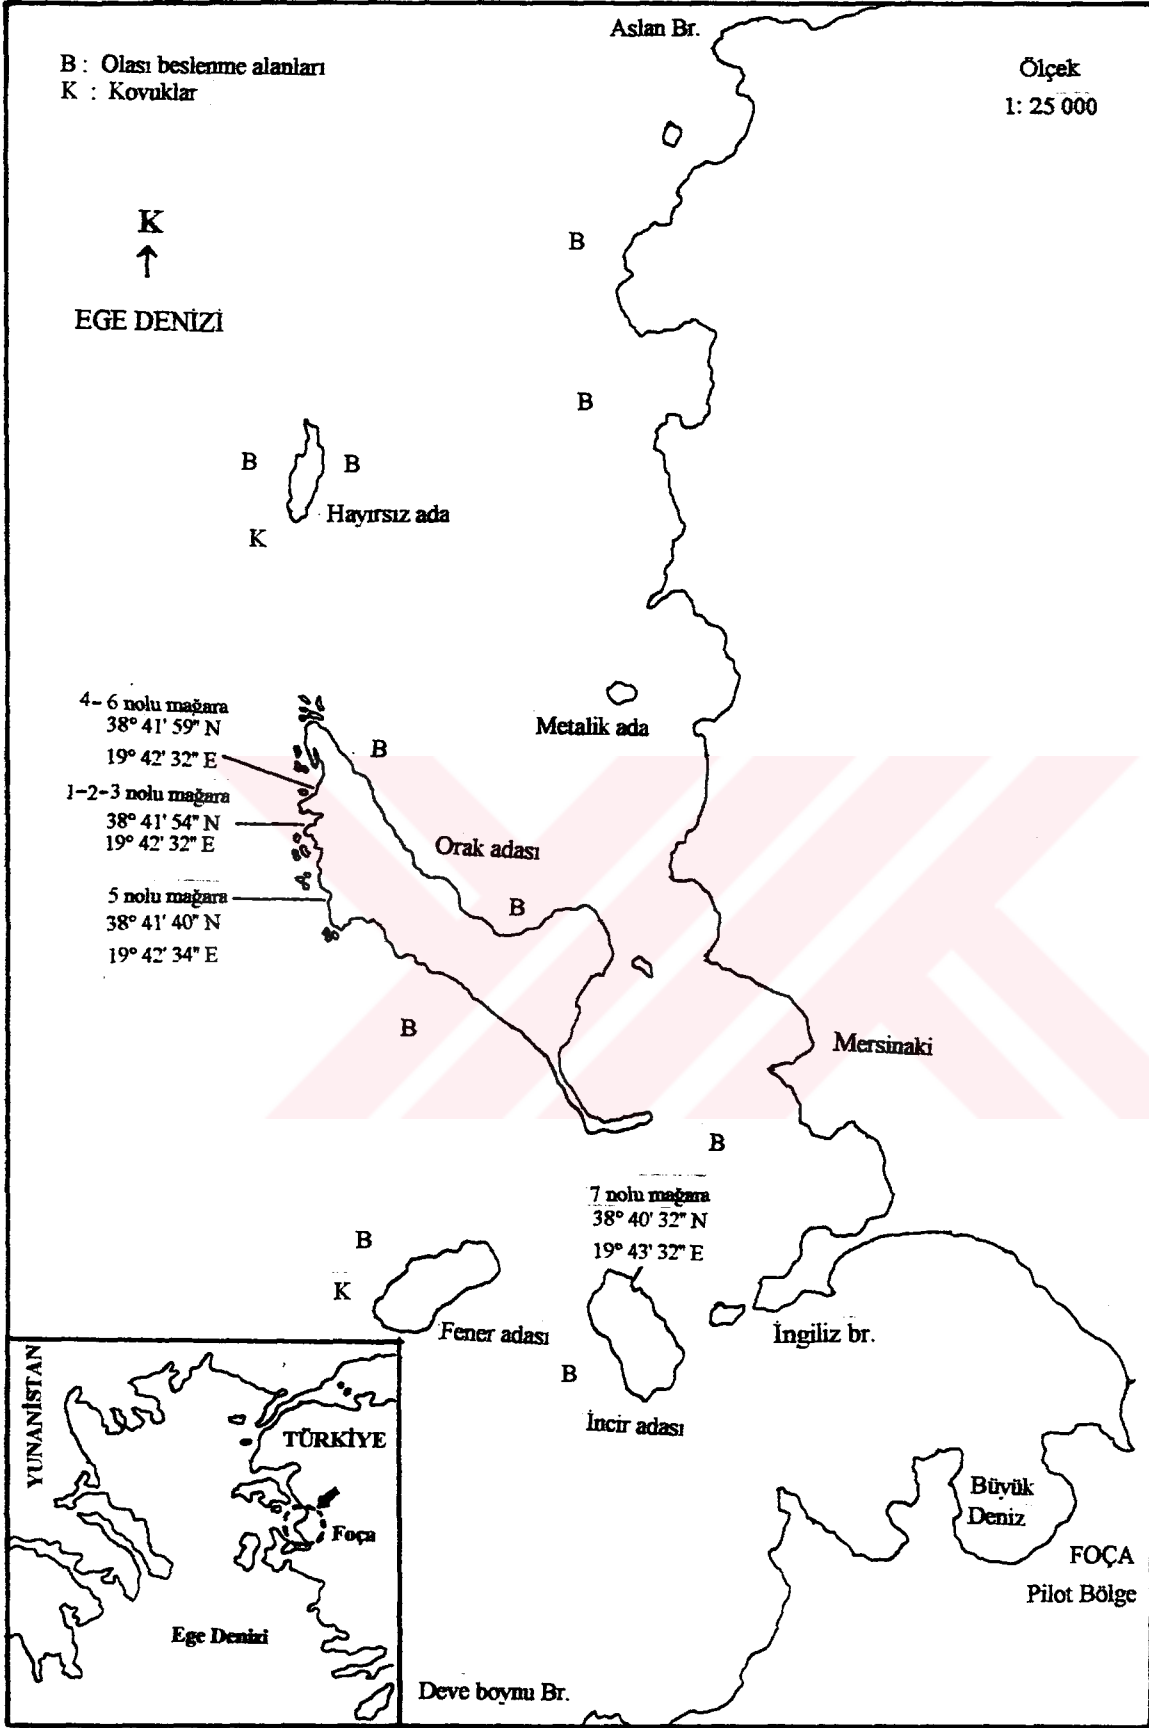 Aslan Br.
B : Olası beslenme alanları
K : Kovuklar
Ölçek
1: 25 000
K
EGE DENİZİ
B
B
B
B
Hayırsız ada
K
4-6 nolu mağara
38° 41' 59" N
19° 42' 32" E
1-2-3 nolu mağara
38° 41' 54" N
19° 42' 32" E
5 nolu mağara
38° 41' 40" N
19° 42' 34" E
Metalik ada
B
Orak adası
B
B
Mersinaki
B
7 nolu mağara
38° 40' 32" N
19° 43' 32" E
B
K
Fener adası
İngiliz br.
B
İncir adası
Büyük
Deniz
FOÇA
Pilot Bölge
YUNANİSTAN
TÜRKİYE
Foça
Ege Denizi
Deve boynu Br.